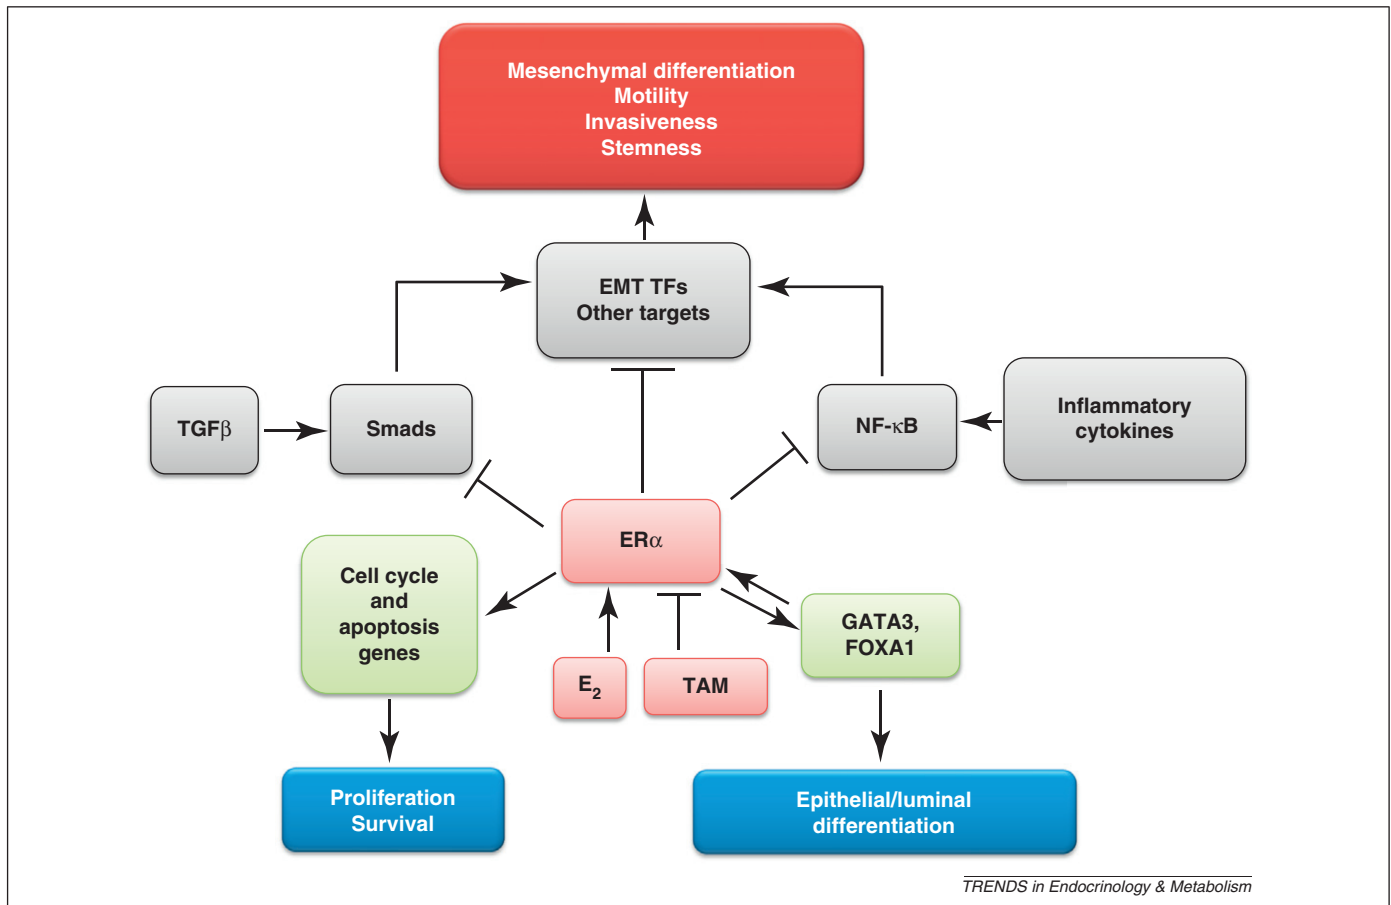 Mesenchymal differentiation
Motility
Invasiveness
Stemness
EMT TFs
Other targets
TGFβ
Smads
NF-κB
Inflammatory
cytokines
ERα
Cell cycle
and
apoptosis
genes
E₂
TAM
GATA3,
FOXA1
Proliferation
Survival
Epithelial/luminal
differentiation
TRENDS in Endocrinology & Metabolism